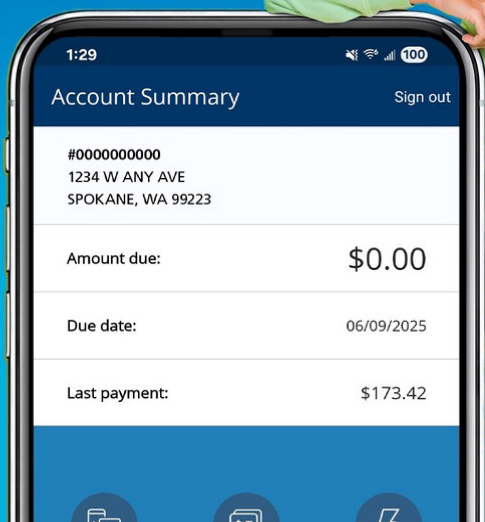 1:29 100
Account Summary Sign out
#0000000000
1234 W ANY AVE
SPOKANE, WA 99223
Amount due: $0.00
Due date: 06/09/2025
Last payment: $173.42